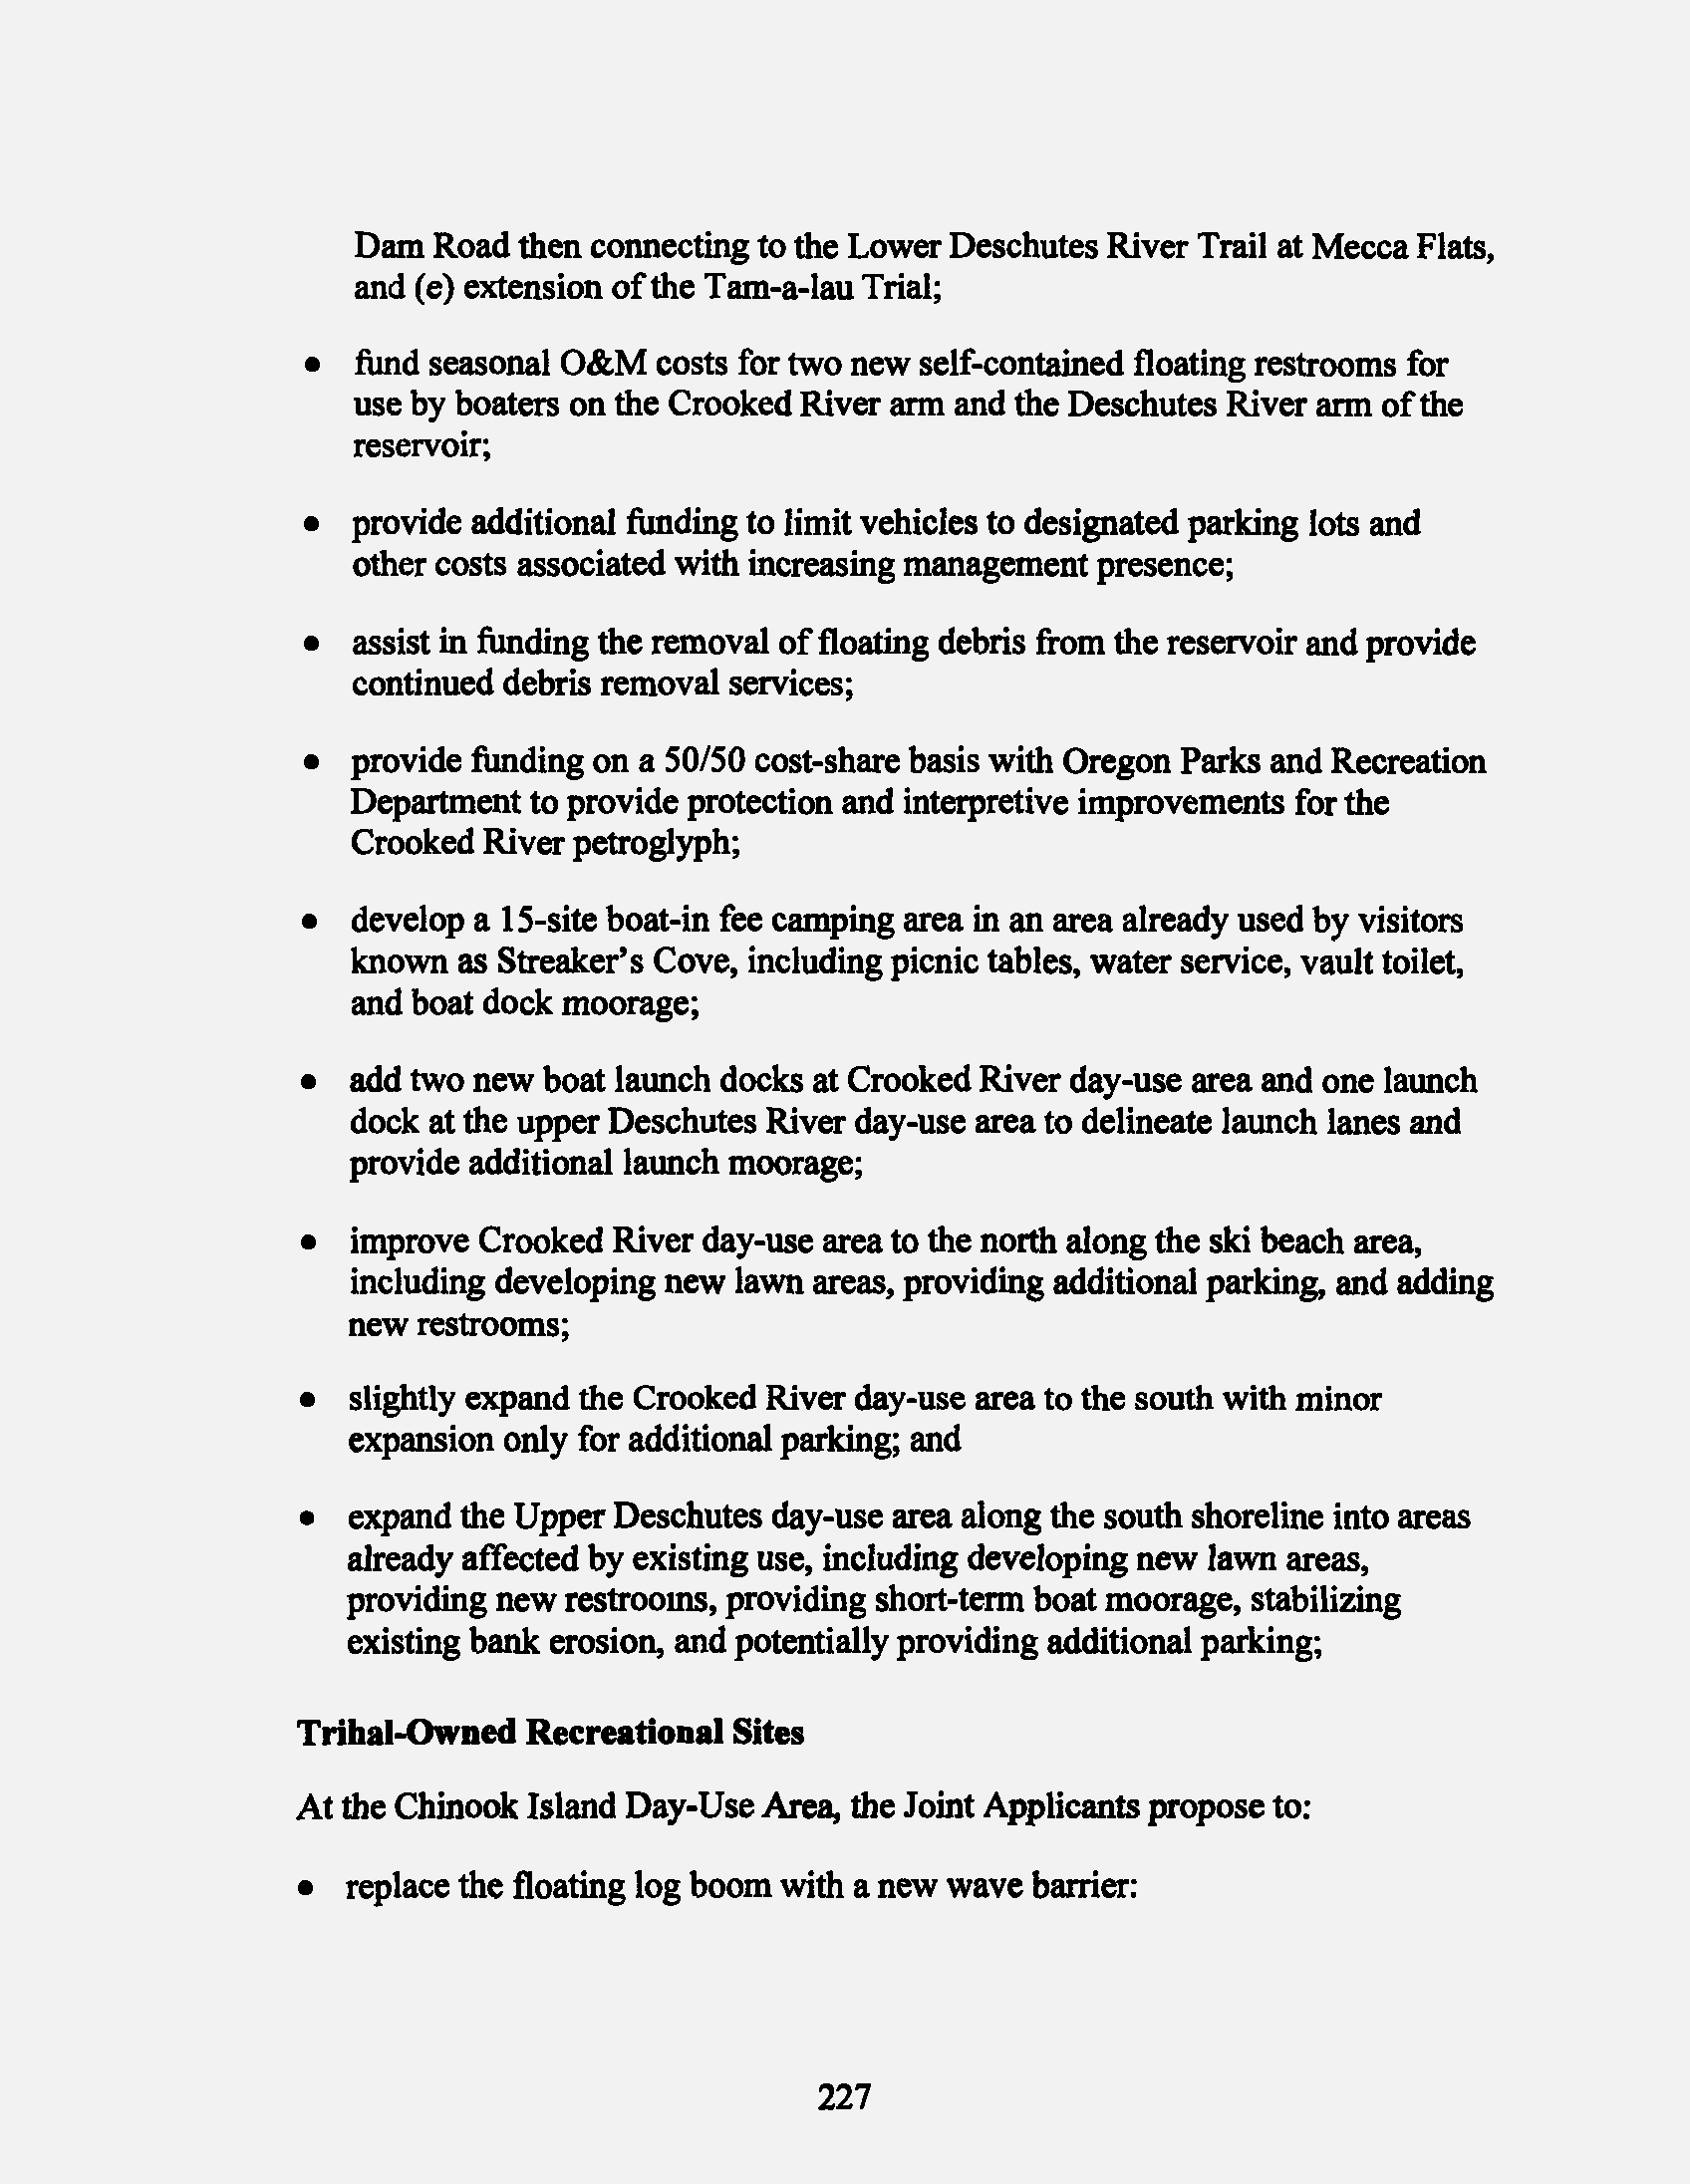 Dam Road then connecting to the Lower Deschutes River Trail at Mecca Flats,
and (e) extension of the Tam-a-lau Trial;
• fund seasonal O&M costs for two new self-contained floating restrooms for
use by boaters on the Crooked River arm and the Deschutes River arm of the
reservoir;
• provide additional funding to limit vehicles to designated parking lots and
other costs associated with increasing management presence;
• assist in funding the removal of floating debris from the reservoir and provide
continued debris removal services;
• provide funding on a 50/50 cost-share basis with Oregon Parks and Recreation
Department to provide protection and interpretive improvements for the
Crooked River petroglyph;
• develop a 15-site boat-in fee camping area in an area already used by visitors
known as Streaker's Cove, including picnic tables, water service, vault toilet,
and boat dock moorage;
• add two new boat launch docks at Crooked River day-use area and one launch
dock at the upper Deschutes River day-use area to delineate launch lanes and
provide additional launch moorage;
• improve Crooked River day-use area to the north along the ski beach area,
including developing new lawn areas, providing additional parking, and adding
new restrooms;
• slightly expand the Crooked River day-use area to the south with minor
expansion only for additional parking; and
• expand the Upper Deschutes day-use area along the south shoreline into areas
already affected by existing use, including developing new lawn areas,
providing new restrooms, providing short-term boat moorage, stabilizing
existing bank erosion, and potentially providing additional parking;
Trihal-Owned Recreational Sites
At the Chinook Island Day-Use Area, the Joint Applicants propose to:
• replace the floating log boom with a new wave barrier:
227